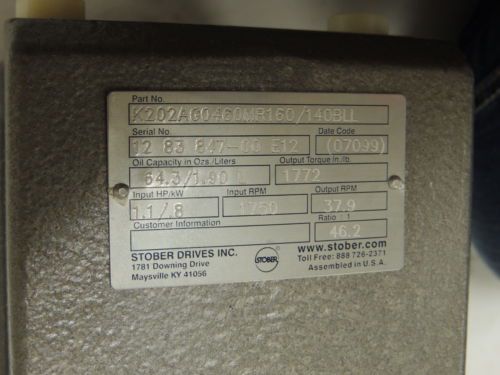 Part No.
K202AG0460MR160/140BLL
Serial No. Date Code
12 83 847-00 E12 (07099)
Oil Capacity in Ozs./Liters Output Torque in./lb.
64.3/1.90 L 1772
Input HP/kW Input RPM Output RPM
1.1/.8 1750 37.9
Customer Information Ratio : 1
46.2
STOBER DRIVES INC. STOBER www.stober.com
1781 Downing Drive Toll Free: 888 726-2371
Maysville KY 41056 Assembled in U.S.A.